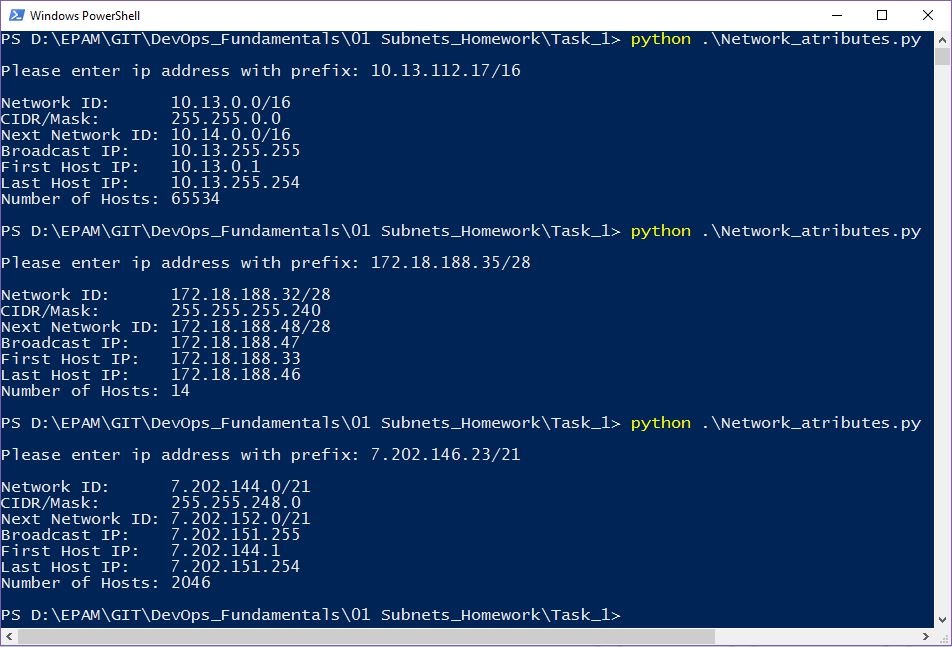 Windows PowerShell
PS D:\EPAM\GIT\DevOps_Fundamentals\01 Subnets_Homework\Task_1> python .\Network_atributes.py
Please enter ip address with prefix: 10.13.112.17/16
Network ID:      10.13.0.0/16
CIDR/Mask:       255.255.0.0
Next Network ID: 10.14.0.0/16
Broadcast IP:    10.13.255.255
First Host IP:   10.13.0.1
Last Host IP:    10.13.255.254
Number of Hosts: 65534
PS D:\EPAM\GIT\DevOps_Fundamentals\01 Subnets_Homework\Task_1> python .\Network_atributes.py
Please enter ip address with prefix: 172.18.188.35/28
Network ID:      172.18.188.32/28
CIDR/Mask:       255.255.255.240
Next Network ID: 172.18.188.48/28
Broadcast IP:    172.18.188.47
First Host IP:   172.18.188.33
Last Host IP:    172.18.188.46
Number of Hosts: 14
PS D:\EPAM\GIT\DevOps_Fundamentals\01 Subnets_Homework\Task_1> python .\Network_atributes.py
Please enter ip address with prefix: 7.202.146.23/21
Network ID:      7.202.144.0/21
CIDR/Mask:       255.255.248.0
Next Network ID: 7.202.152.0/21
Broadcast IP:    7.202.151.255
First Host IP:   7.202.144.1
Last Host IP:    7.202.151.254
Number of Hosts: 2046
PS D:\EPAM\GIT\DevOps_Fundamentals\01 Subnets_Homework\Task_1>